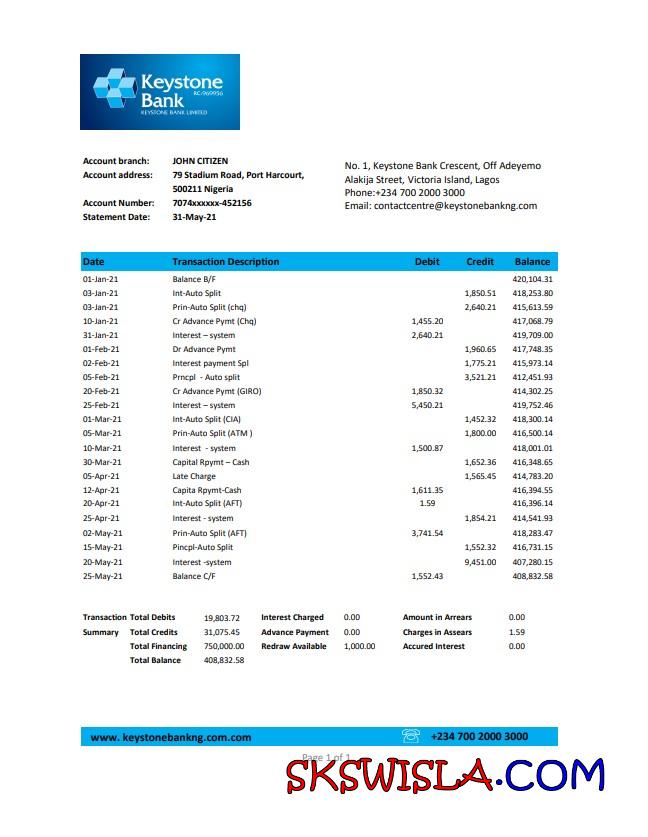 Keystone
RC-969956
Bank
KEYSTONE BANK LIMITED
Account branch: JOHN CITIZEN
Account address: 79 Stadium Road, Port Harcourt,
500211 Nigeria
Account Number: 7074xxxxxx-452156
Statement Date: 31-May-21
No. 1, Keystone Bank Crescent, Off Adeyemo
Alakija Street, Victoria Island, Lagos
Phone:+234 700 2000 3000
Email: contactcentre@keystonebankng.com
Date Transaction Description Debit Credit Balance
01-Jan-21 Balance B/F 420,104.31
03-Jan-21 Int-Auto Split 1,850.51 418,253.80
03-Jan-21 Prin-Auto Split (chq) 2,640.21 415,613.59
10-Jan-21 Cr Advance Pymt (Chq) 1,455.20 417,068.79
31-Jan-21 Interest – system 2,640.21 419,709.00
01-Feb-21 Dr Advance Pymt 1,960.65 417,748.35
02-Feb-21 Interest payment Spl 1,775.21 415,973.14
05-Feb-21 Prncpl - Auto split 3,521.21 412,451.93
20-Feb-21 Cr Advance Pymt (GIRO) 1,850.32 414,302.25
25-Feb-21 Interest – system 5,450.21 419,752.46
01-Mar-21 Int-Auto Split (CIA) 1,452.32 418,300.14
05-Mar-21 Prin-Auto Split (ATM ) 1,800.00 416,500.14
10-Mar-21 Interest - system 1,500.87 418,001.01
30-Mar-21 Capital Rpymt – Cash 1,652.36 416,348.65
05-Apr-21 Late Charge 1,565.45 414,783.20
12-Apr-21 Capita Rpymt-Cash 1,611.35 416,394.55
20-Apr-21 Int-Auto Split (AFT) 1.59 416,396.14
25-Apr-21 Interest - system 1,854.21 414,541.93
02-May-21 Prin-Auto Split (AFT) 3,741.54 418,283.47
15-May-21 Pincpl-Auto Split 1,552.32 416,731.15
20-May-21 Interest -system 9,451.00 407,280.15
25-May-21 Balance C/F 1,552.43 408,832.58
Transaction Total Debits 19,803.72 Interest Charged 0.00 Amount in Arrears 0.00
Summary Total Credits 31,075.45 Advance Payment 0.00 Charges in Assears 1.59
Total Financing 750,000.00 Redraw Available 1,000.00 Accured Interest 0.00
Total Balance 408,832.58
www. keystonebankng.com.com +234 700 2000 3000
Page 1 of 1
SKSWISLA.COM